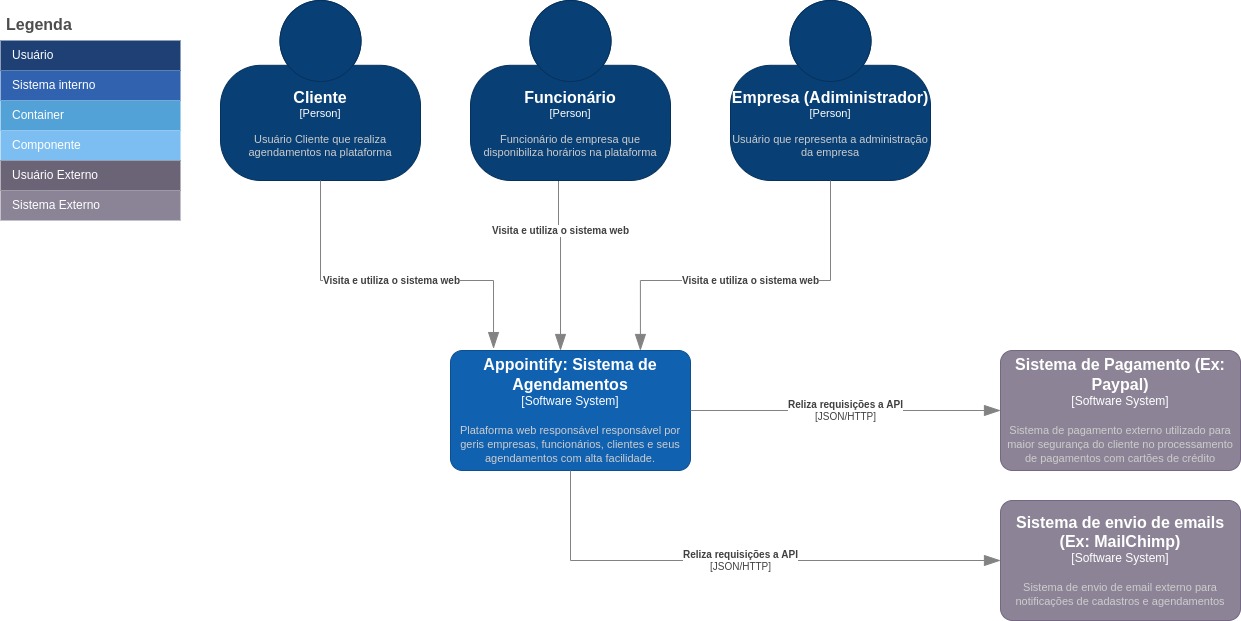 Legenda
Usuário
Sistema interno
Container
Componente
Usuário Externo
Sistema Externo
Cliente
[Person]
Usuário Cliente que realiza
agendamentos na plataforma
Funcionário
[Person]
Funcionário de empresa que
disponibiliza horários na plataforma
Empresa (Adiministrador)
[Person]
Usuário que representa a administração
da empresa
Visita e utiliza o sistema web
Visita e utiliza o sistema web
Visita e utiliza o sistema web
Appointify: Sistema de
Agendamentos
[Software System]
Plataforma web responsável responsável por
geris empresas, funcionários, clientes e seus
agendamentos com alta facilidade.
Reliza requisições a API
[JSON/HTTP]
Sistema de Pagamento (Ex:
Paypal)
[Software System]
Sistema de pagamento externo utilizado para
maior segurança do cliente no processamento
de pagamentos com cartões de crédito
Reliza requisições a API
[JSON/HTTP]
Sistema de envio de emails
(Ex: MailChimp)
[Software System]
Sistema de envio de email externo para
notificações de cadastros e agendamentos